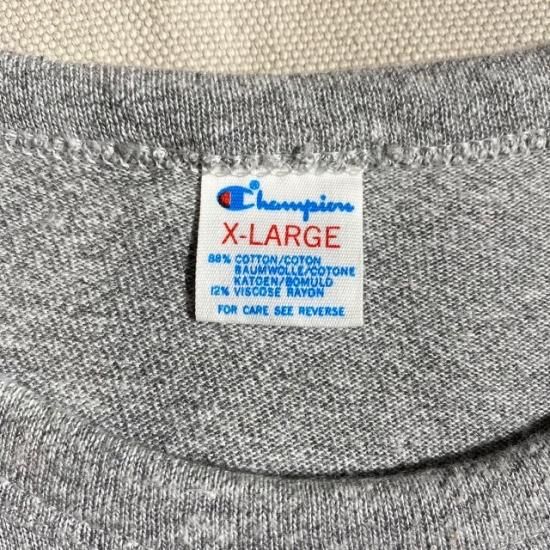 Champion®
X-LARGE
88% COTTON/COTON
BAUMWOLLE/COTONE
KATOEN/BOMULD
12% VISCOSE RAYON
FOR CARE SEE REVERSE